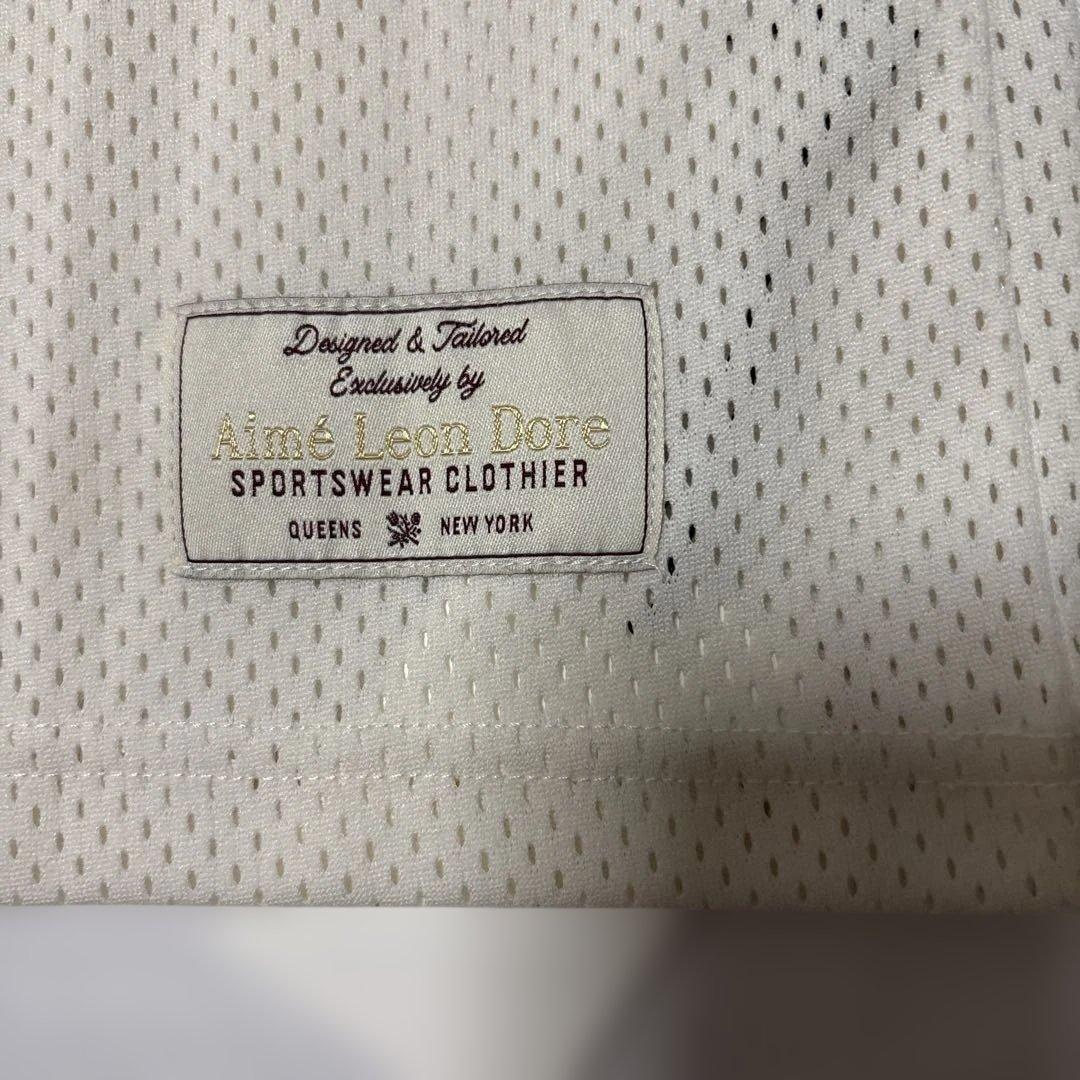 Designed & Tailored
Exclusively by
Aimé Leon Dore
SPORTSWEAR CLOTHIER
QUEENS NEW YORK